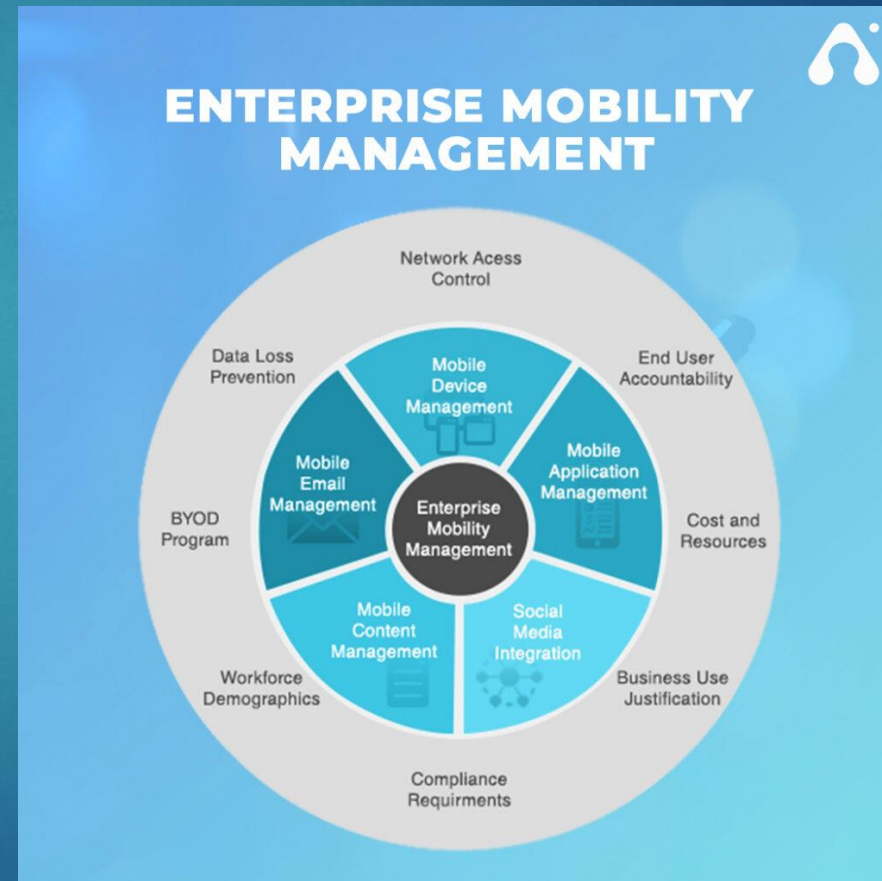 ENTERPRISE MOBILITY
MANAGEMENT
Network Acess
Control
Data Loss
Prevention
End User
Accountability
Mobile
Device
Management
Mobile
Email
Management
Mobile
Application
Management
Enterprise
Mobility
Management
BYOD
Program
Cost and
Resources
Mobile
Content
Management
Social
Media
Integration
Workforce
Demographics
Business Use
Justification
Compliance
Requirments